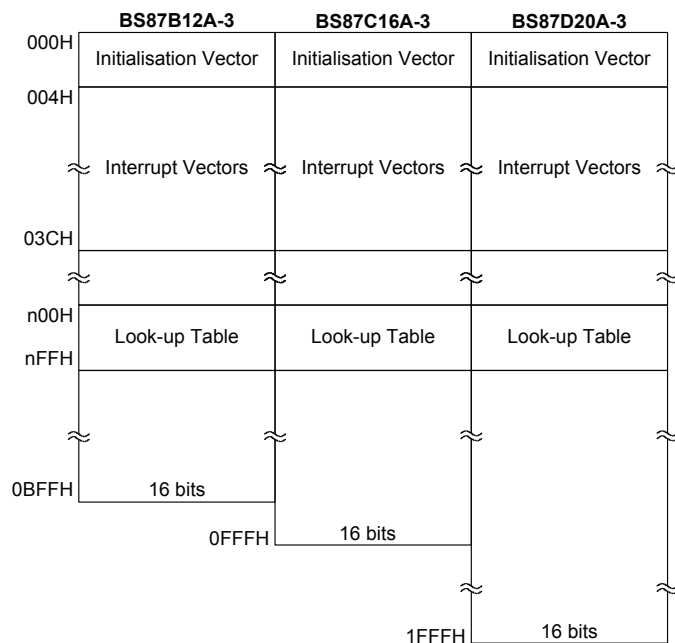 BS87B12A-3 BS87C16A-3 BS87D20A-3
000H
Initialisation Vector Initialisation Vector Initialisation Vector
004H
Interrupt Vectors Interrupt Vectors Interrupt Vectors
03CH
n00H
Look-up Table Look-up Table Look-up Table
nFFH
0BFFH 16 bits
0FFFH 16 bits
1FFFH 16 bits